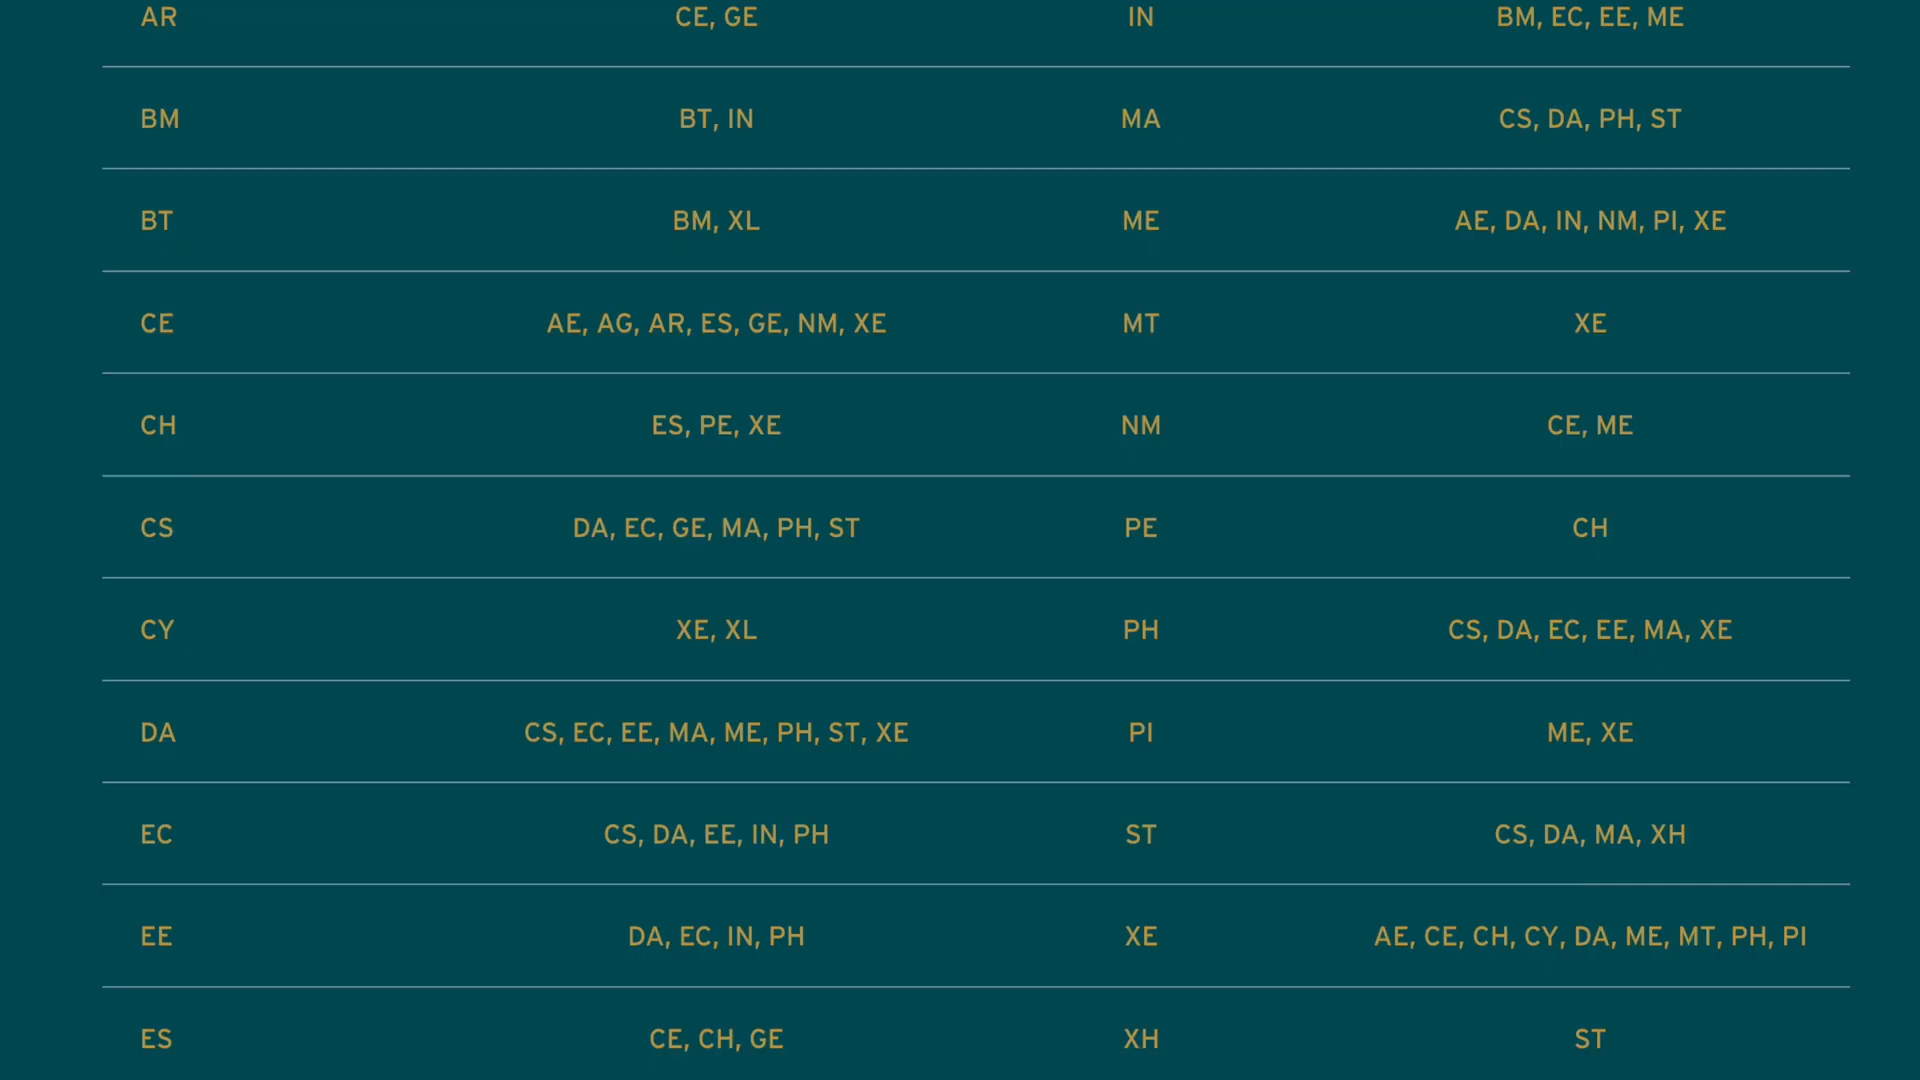 AR CE, GE IN BM, EC, EE, ME
BM BT, IN MA CS, DA, PH, ST
BT BM, XL ME AE, DA, IN, NM, PI, XE
CE AE, AG, AR, ES, GE, NM, XE MT XE
CH ES, PE, XE NM CE, ME
CS DA, EC, GE, MA, PH, ST PE CH
CY XE, XL PH CS, DA, EC, EE, MA, XE
DA CS, EC, EE, MA, ME, PH, ST, XE PI ME, XE
EC CS, DA, EE, IN, PH ST CS, DA, MA, XH
EE DA, EC, IN, PH XE AE, CE, CH, CY, DA, ME, MT, PH, PI
ES CE, CH, GE XH ST